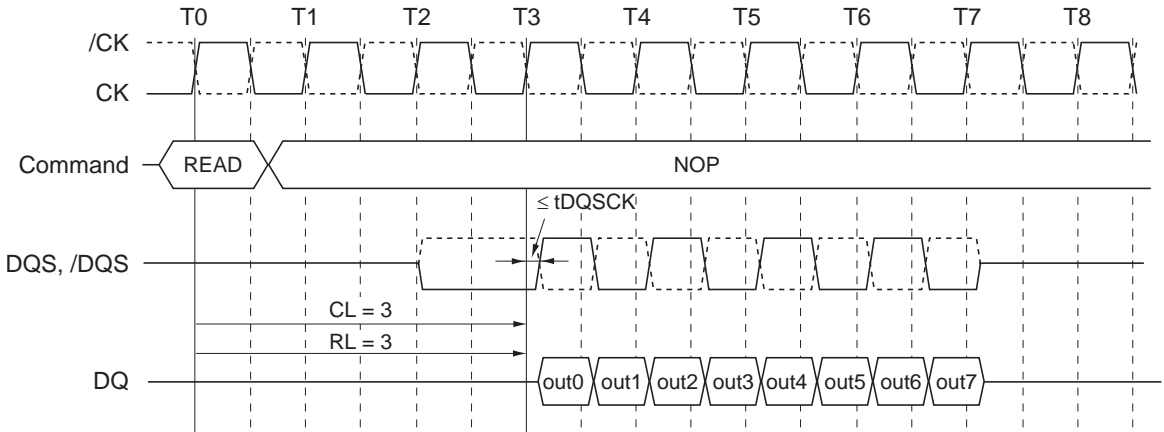 T0 T1 T2 T3 T4 T5 T6 T7 T8
/CK
CK
Command READ NOP
≤ tDQSCK
DQS, /DQS
CL = 3
RL = 3
DQ out0 out1 out2 out3 out4 out5 out6 out7